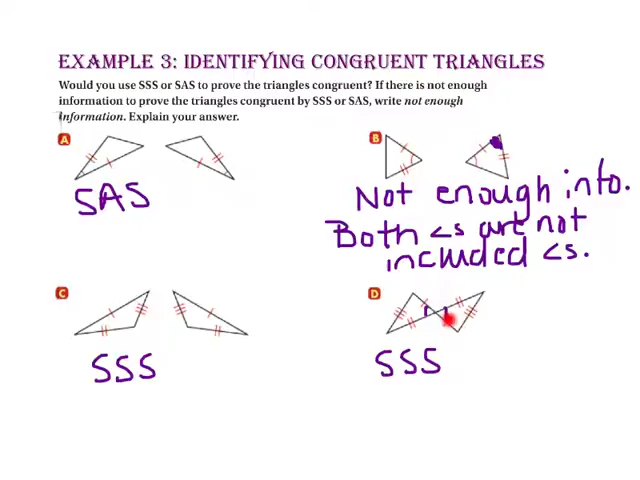 EXAMPLE 3: IDENTIFYING CONGRUENT TRIANGLES
Would you use SSS or SAS to prove the triangles congruent? If there is not enough
information to prove the triangles congruent by SSS or SAS, write not enough
information. Explain your answer.
A
B
SAS
Not enough info.
Both <s are not
included <s.
C
D
SSS
SSS